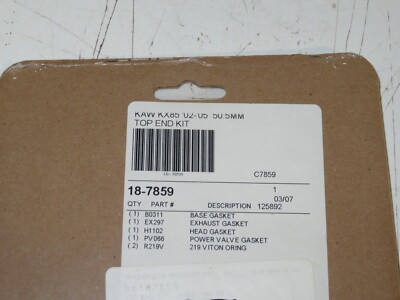 KAW KX85 '02-'05 50.5MM
TOP END KIT
18-7859
C7859
18-7859
1
03/07
QTY PART # DESCRIPTION 125892
( 1 ) B0311 BASE GASKET
( 1 ) EX297 EXHAUST GASKET
( 1 ) H1102 HEAD GASKET
( 1 ) PV066 POWER VALVE GASKET
( 2 ) R219V 219 VITON ORING